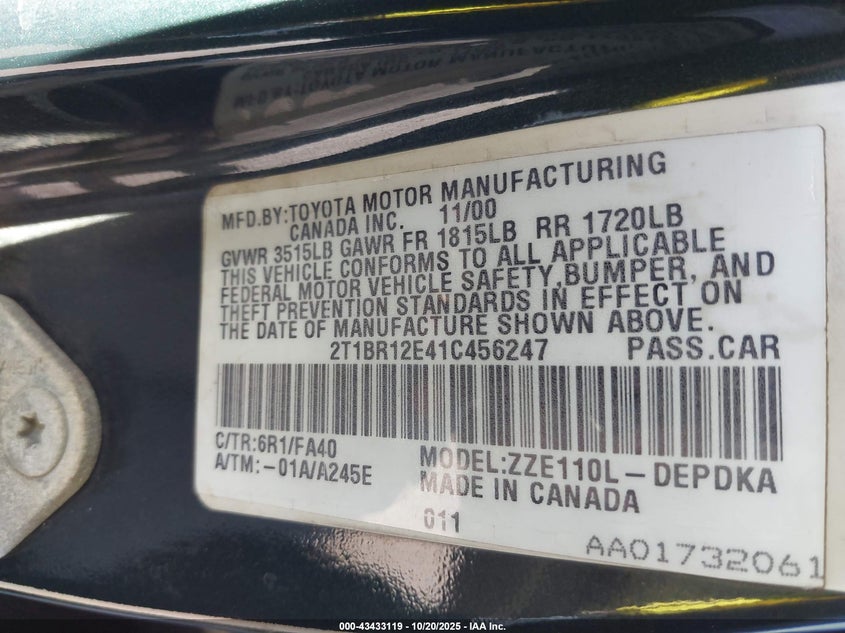 MFD.BY:TOYOTA MOTOR MANUFACTURING
CANADA INC. 11/00
GVWR 3515LB GAWR FR 1815LB RR 1720LB
THIS VEHICLE CONFORMS TO ALL APPLICABLE
FEDERAL MOTOR VEHICLE SAFETY,BUMPER, AND
THEFT PREVENTION STANDARDS IN EFFECT ON
THE DATE OF MANUFACTURE SHOWN ABOVE.
2T1BR12E41C456247 PASS.CAR
C/TR:6R1/FA40
A/TM:-01A/A245E
MODEL:ZZE110L-DEPDKA
MADE IN CANADA
011
AA01732061
000-43433119 - 10/20/2025 - IAA Inc.